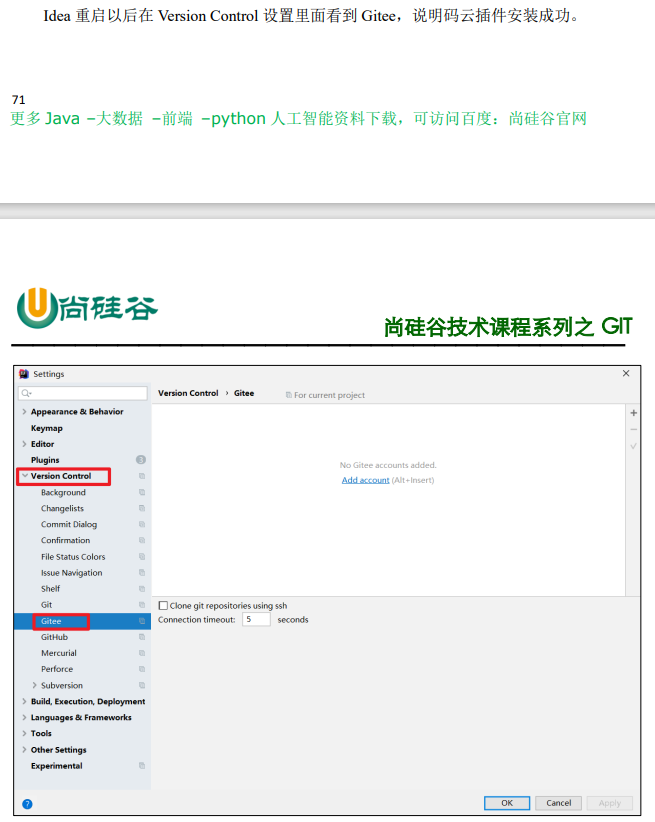 Idea 重启以后在 Version Control 设置里面看到 Gitee，说明码云插件安装成功。
71
更多 Java –大数据 –前端 –python 人工智能资料下载，可访问百度：尚硅谷官网
尚硅谷
尚硅谷技术课程系列之 GIT
Settings
Version Control › Gitee For current project
Appearance & Behavior
Keymap
Editor
Plugins 3
Version Control
Background
Changelists
Commit Dialog
Confirmation
File Status Colors
Issue Navigation
Shelf
Git
Gitee
GitHub
Mercurial
Perforce
Subversion
Build, Execution, Deployment
Languages & Frameworks
Tools
Other Settings
Experimental
No Gitee accounts added.
Add account (Alt+Insert)
Clone git repositories using ssh
Connection timeout: 5 seconds
?
OK Cancel Apply